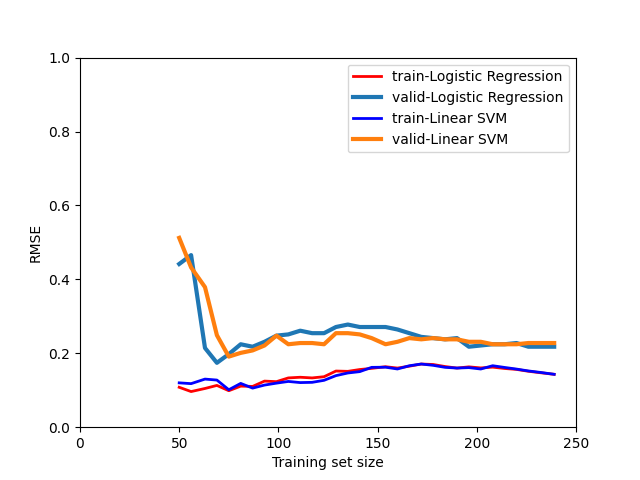 1.0
train-Logistic Regression
valid-Logistic Regression
train-Linear SVM
valid-Linear SVM
0.8
0.6
RMSE
0.4
0.2
0.0
0 50 100 150 200 250
Training set size